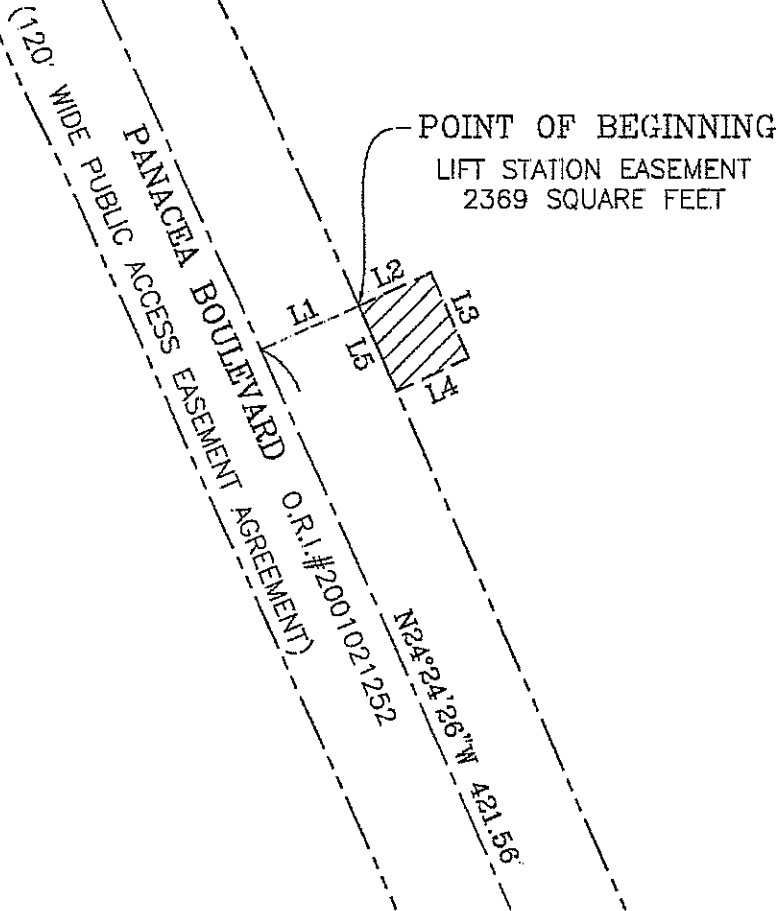 (120' WIDE PUBLIC ACCESS EASEMENT AGREEMENT)
PANACEA BOULEVARD O.R.I.#2001021252
POINT OF BEGINNING
LIFT STATION EASEMENT
2369 SQUARE FEET
L1
L2
L3
L4
L5
N24°24'26"W 421.56'